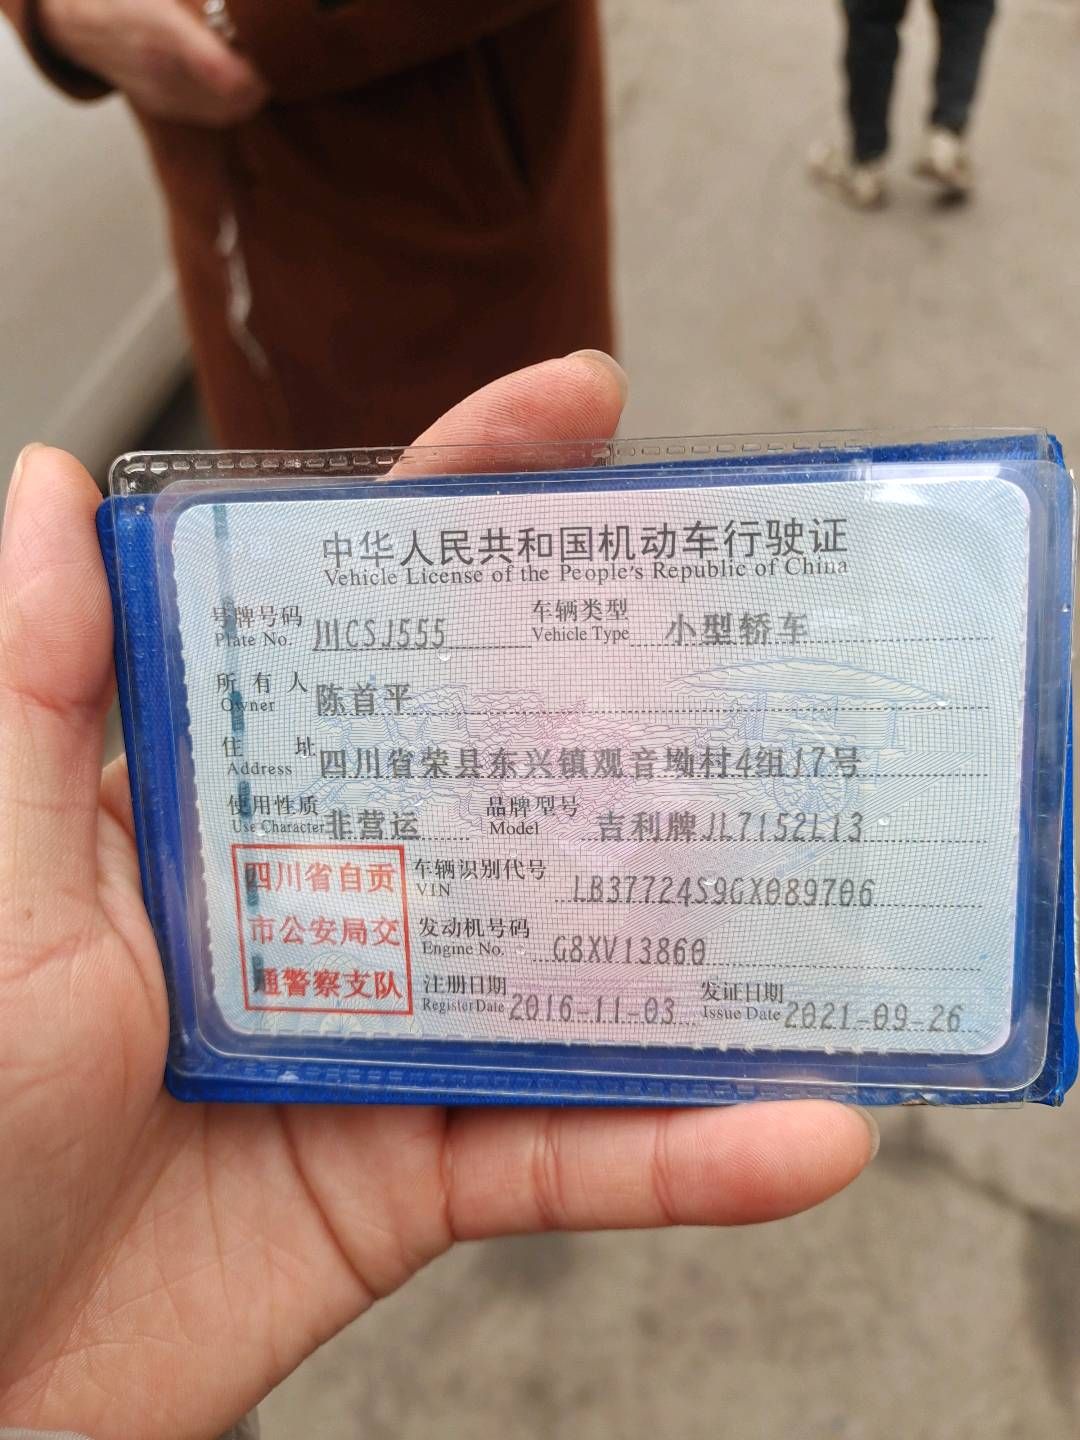 中华人民共和国机动车行驶证
Vehicle License of the People's Republic of China
号牌号码 川CSJ555 车辆类型 小型轿车
Plate No. Vehicle Type
所有人 陈首平
Owner
住址 四川省荣县东兴镇观音坳村4组17号
Address
使用性质 非营运 品牌型号 吉利牌JL7152L13
Use Character Model
四川省自贡
市公安局交
通警察支队
车辆识别代号 LB37724S9GX089706
VIN
发动机号码 G8XV13860
Engine No.
注册日期 2016-11-03 发证日期 2021-09-26
Register Date Issue Date